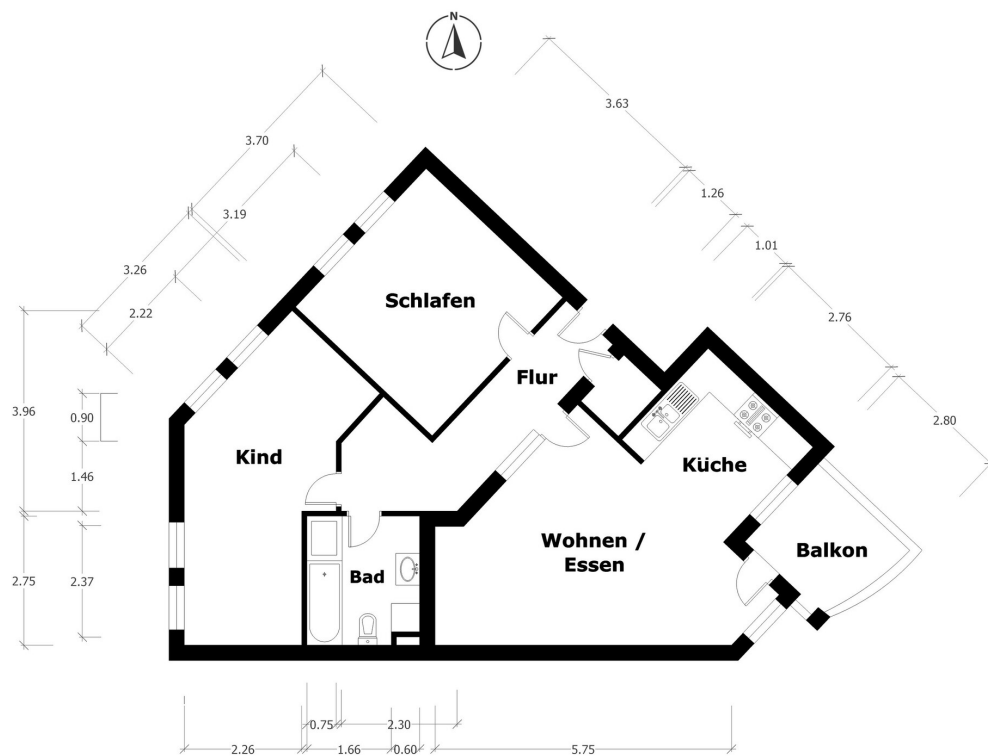 N
3.63
3.70
1.26
3.19
1.01
3.26
2.22
Schlafen
2.76
Flur
3.96
0.90
2.80
Kind
Küche
1.46
Wohnen /
Essen
Balkon
Bad
2.75
2.37
0.75
2.30
2.26
1.66
0.60
5.75